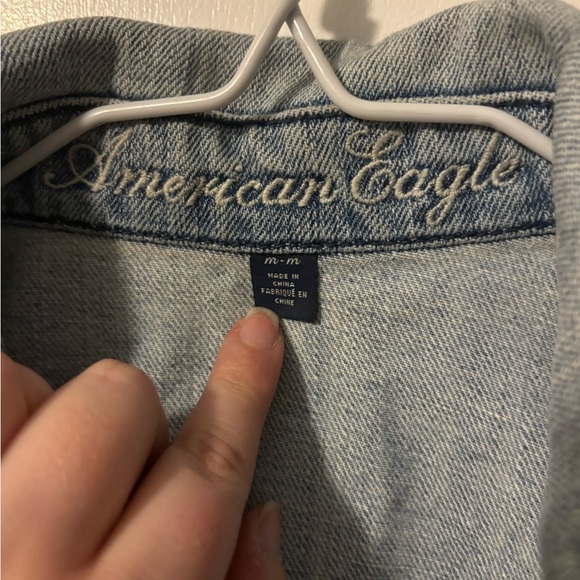 American Eagle
m-m
MADE IN
CHINA
FABRIQUÉ EN
CHINE